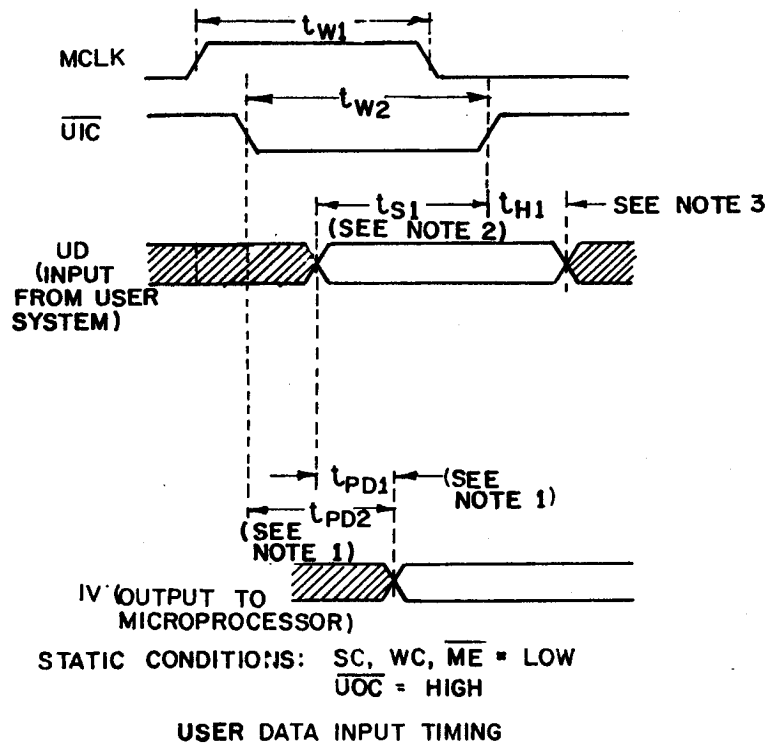 tW1
MCLK
tW2
UIC
tS1 tH1 SEE NOTE 3
(SEE NOTE 2)
UD
(INPUT
FROM USER
SYSTEM)
tPD1 (SEE
NOTE 1)
tPD2
(SEE
NOTE 1)
IV (OUTPUT TO
MICROPROCESSOR)
STATIC CONDITIONS: SC, WC, ME = LOW
UOC = HIGH
USER DATA INPUT TIMING